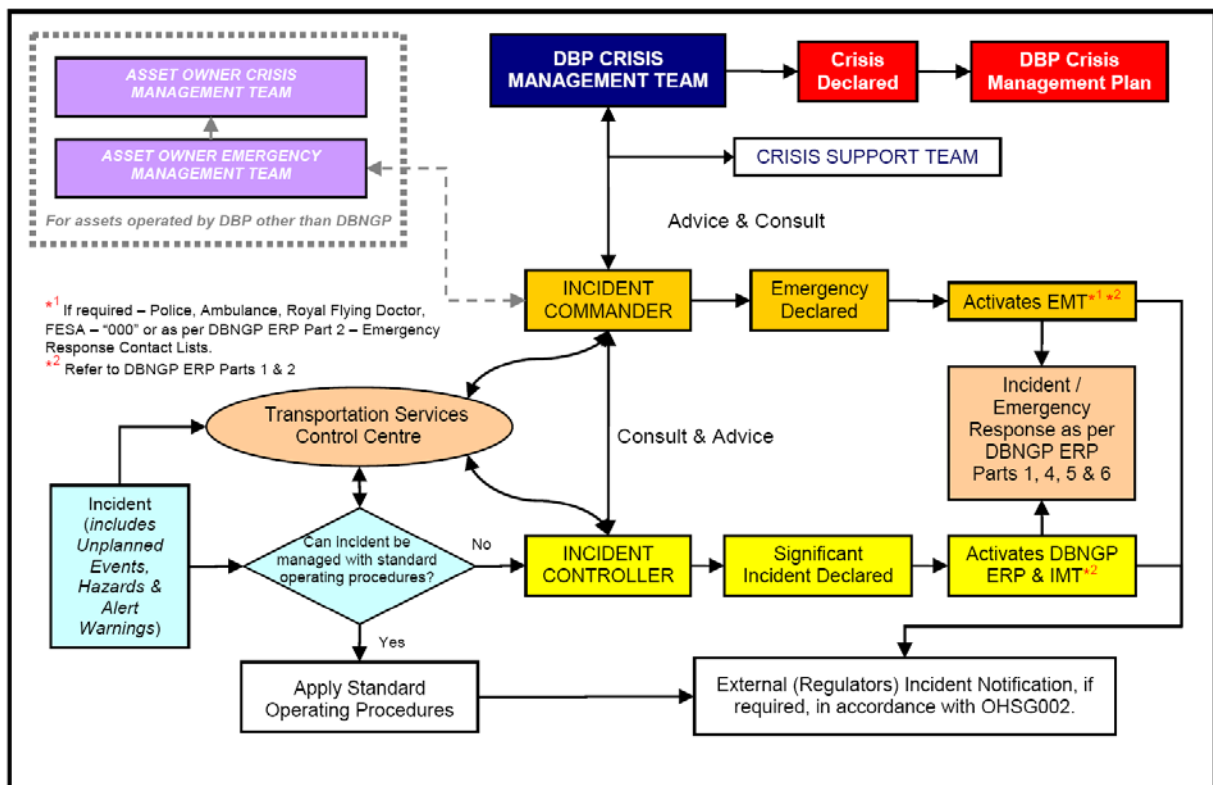 ASSET OWNER CRISIS
MANAGEMENT TEAM
ASSET OWNER EMERGENCY
MANAGEMENT TEAM
For assets operated by DBP other than DBNGP
DBP CRISIS
MANAGEMENT TEAM
Crisis
Declared
DBP Crisis
Management Plan
CRISIS SUPPORT TEAM
Advice & Consult
INCIDENT
COMMANDER
Emergency
Declared
Activates EMT*1 *2
*1 If required – Police, Ambulance, Royal Flying Doctor,
FESA – “000” or as per DBNGP ERP Part 2 – Emergency
Response Contact Lists.
*2 Refer to DBNGP ERP Parts 1 & 2
Incident /
Emergency
Response as per
DBNGP ERP
Parts 1, 4, 5 & 6
Transportation Services
Control Centre
Consult & Advice
Incident
(includes
Unplanned
Events,
Hazards &
Alert
Warnings)
Can incident be
managed with standard
operating procedures?
No
INCIDENT
CONTROLLER
Significant
Incident Declared
Activates DBNGP
ERP & IMT*2
Yes
Apply Standard
Operating Procedures
External (Regulators) Incident Notification, if
required, in accordance with OHSG002.